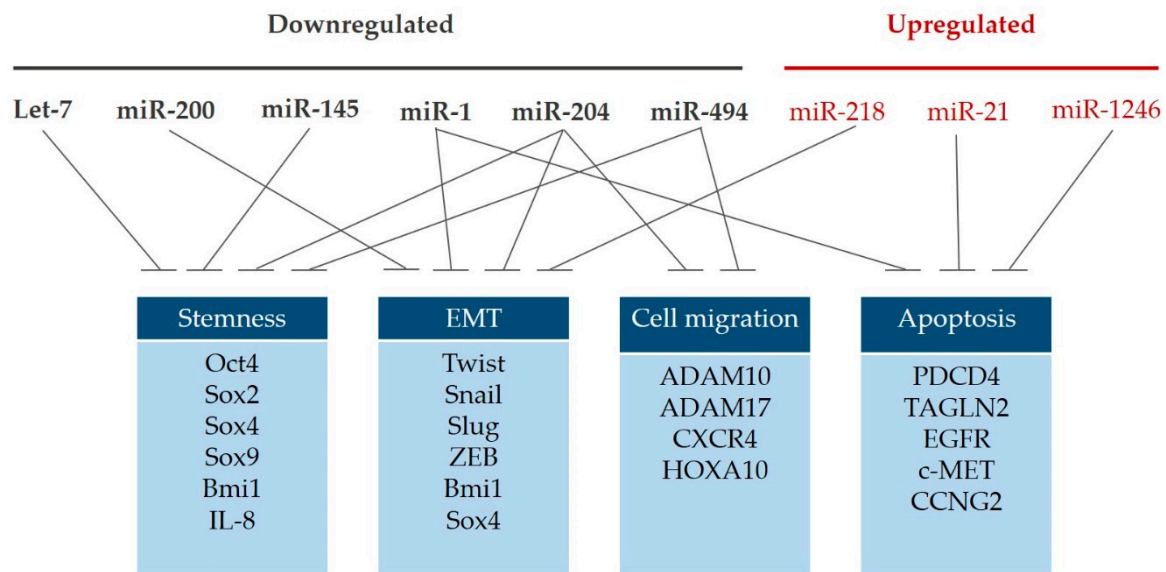 Downregulated
Upregulated
Let-7 miR-200 miR-145 miR-1 miR-204 miR-494 miR-218 miR-21 miR-1246
Stemness
Oct4
Sox2
Sox4
Sox9
Bmi1
IL-8
EMT
Twist
Snail
Slug
ZEB
Bmi1
Sox4
Cell migration
ADAM10
ADAM17
CXCR4
HOXA10
Apoptosis
PDCD4
TAGLN2
EGFR
c-MET
CCNG2